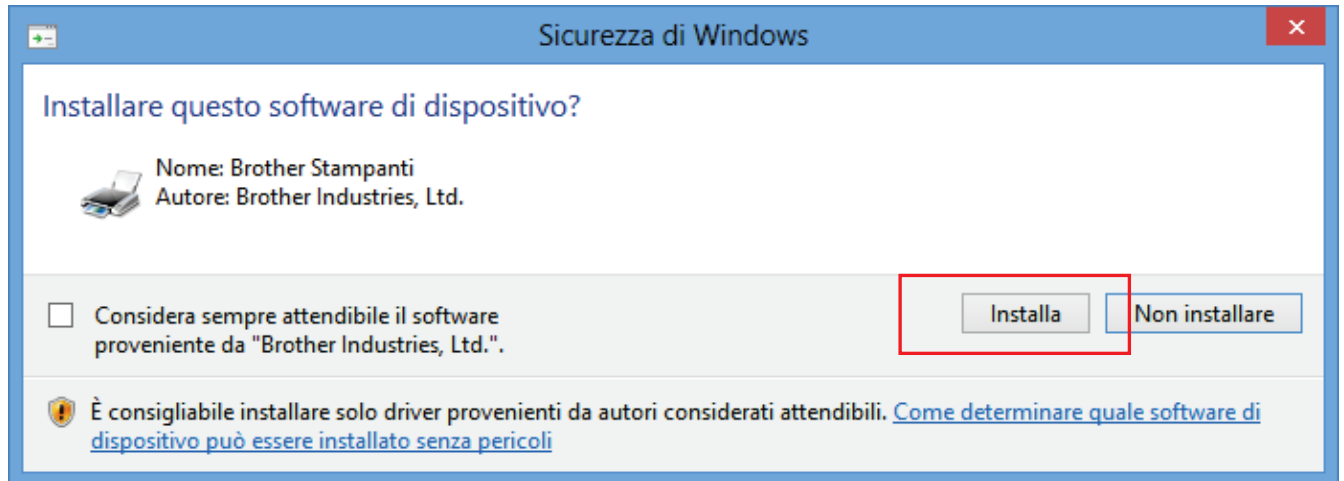 Sicurezza di Windows
Installare questo software di dispositivo?
Nome: Brother Stampanti
Autore: Brother Industries, Ltd.
Considera sempre attendibile il software
proveniente da "Brother Industries, Ltd.".
Installa
Non installare
È consigliabile installare solo driver provenienti da autori considerati attendibili. Come determinare quale software di
dispositivo può essere installato senza pericoli